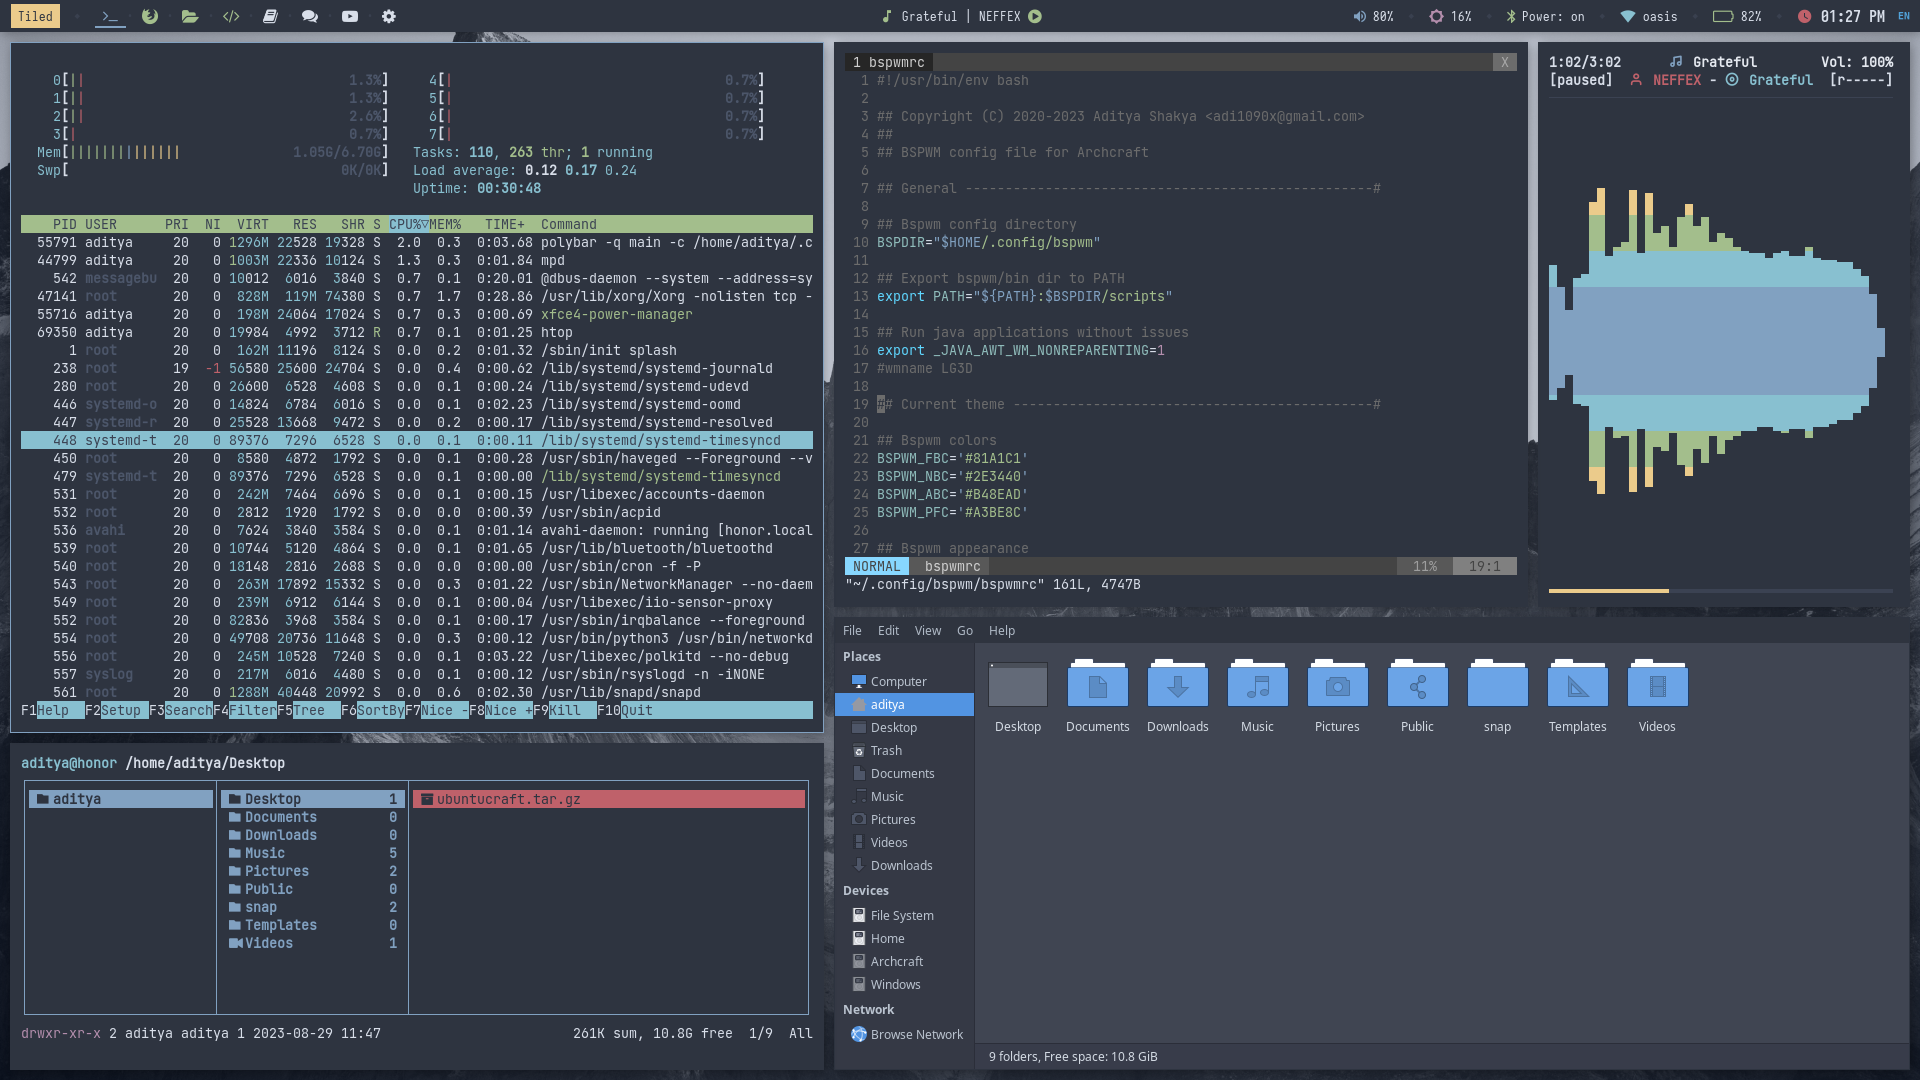 Tiled
Grateful | NEFFEX
80%
16%
Power: on
oasis
82%
01:27 PM
EN
0[|| 1.3%] 4[| 0.7%]
1[|| 1.3%] 5[| 0.7%]
2[|| 2.6%] 6[| 0.7%]
3[| 0.7%] 7[| 0.7%]
Mem[|||||||||||||| 1.05G/6.70G] Tasks: 110, 263 thr; 1 running
Swp[ 0K/0K] Load average: 0.12 0.17 0.24
Uptime: 00:30:48
PID USER PRI NI VIRT RES SHR S CPU%▽MEM% TIME+ Command
55791 aditya 20 0 1296M 22528 19328 S 2.0 0.3 0:03.68 polybar -q main -c /home/aditya/.c
44799 aditya 20 0 1003M 22336 10124 S 1.3 0.3 0:01.84 mpd
542 messagebu 20 0 10012 6016 3840 S 0.7 0.1 0:20.01 @dbus-daemon --system --address=sy
47141 root 20 0 828M 119M 74380 S 0.7 1.7 0:28.86 /usr/lib/xorg/Xorg -nolisten tcp -
55716 aditya 20 0 198M 24064 17024 S 0.7 0.3 0:00.69 xfce4-power-manager
69350 aditya 20 0 19984 4992 3712 R 0.7 0.1 0:01.25 htop
1 root 20 0 162M 11196 8124 S 0.0 0.2 0:01.32 /sbin/init splash
238 root 19 -1 56580 25600 24704 S 0.0 0.4 0:00.62 /lib/systemd/systemd-journald
280 root 20 0 26600 6528 4608 S 0.0 0.1 0:00.24 /lib/systemd/systemd-udevd
446 systemd-o 20 0 14824 6784 6016 S 0.0 0.1 0:02.23 /lib/systemd/systemd-oomd
447 systemd-r 20 0 25528 13668 9472 S 0.0 0.2 0:00.17 /lib/systemd/systemd-resolved
448 systemd-t 20 0 89376 7296 6528 S 0.0 0.1 0:00.11 /lib/systemd/systemd-timesyncd
450 root 20 0 8580 4872 1792 S 0.0 0.1 0:00.28 /usr/sbin/haveged --Foreground --v
479 systemd-t 20 0 89376 7296 6528 S 0.0 0.1 0:00.00 /lib/systemd/systemd-timesyncd
531 root 20 0 242M 7464 6696 S 0.0 0.1 0:00.15 /usr/libexec/accounts-daemon
532 root 20 0 2812 1920 1792 S 0.0 0.0 0:00.39 /usr/sbin/acpid
536 avahi 20 0 7624 3840 3584 S 0.0 0.1 0:01.14 avahi-daemon: running [honor.local
539 root 20 0 10744 5120 4864 S 0.0 0.1 0:01.65 /usr/lib/bluetooth/bluetoothd
540 root 20 0 18148 2816 2688 S 0.0 0.0 0:00.00 /usr/sbin/cron -f -P
543 root 20 0 263M 17892 15332 S 0.0 0.3 0:01.22 /usr/sbin/NetworkManager --no-daem
549 root 20 0 239M 6912 6144 S 0.0 0.1 0:00.04 /usr/libexec/iio-sensor-proxy
552 root 20 0 82836 3968 3584 S 0.0 0.1 0:00.17 /usr/sbin/irqbalance --foreground
554 root 20 0 49708 20736 11648 S 0.0 0.3 0:00.12 /usr/bin/python3 /usr/bin/networkd
556 root 20 0 245M 10528 7240 S 0.0 0.1 0:03.22 /usr/libexec/polkitd --no-debug
557 syslog 20 0 217M 6016 4480 S 0.0 0.1 0:00.12 /usr/sbin/rsyslogd -n -iNONE
561 root 20 0 1288M 40448 20992 S 0.0 0.6 0:02.30 /usr/lib/snapd/snapd
F1Help F2Setup F3SearchF4FilterF5Tree F6SortByF7Nice -F8Nice +F9Kill F10Quit
1 bspwmrc X
1 #!/usr/bin/env bash
2
3 ## Copyright (C) 2020-2023 Aditya Shakya <adi1090x@gmail.com>
4 ##
5 ## BSPWM config file for Archcraft
6
7 ## General ---------------------------------------------------#
8
9 ## Bspwm config directory
10 BSPDIR="$HOME/.config/bspwm"
11
12 ## Export bspwm/bin dir to PATH
13 export PATH="${PATH}:$BSPDIR/scripts"
14
15 ## Run java applications without issues
16 export _JAVA_AWT_WM_NONREPARENTING=1
17 #wmname LG3D
18
19 ## Current theme ---------------------------------------------#
20
21 ## Bspwm colors
22 BSPWM_FBC='#81A1C1'
23 BSPWM_NBC='#2E3440'
24 BSPWM_ABC='#B48EAD'
25 BSPWM_PFC='#A3BE8C'
26
27 ## Bspwm appearance
NORMAL bspwmrc 11% 19:1
"~/.config/bspwm/bspwmrc" 161L, 4747B
1:02/3:02 Grateful Vol: 100%
[paused] NEFFEX - Grateful [r-----]
aditya@honor /home/aditya/Desktop
aditya
Desktop 1
Documents 0
Downloads 0
Music 5
Pictures 2
Public 0
snap 2
Templates 0
Videos 1
ubuntucraft.tar.gz
drwxr-xr-x 2 aditya aditya 1 2023-08-29 11:47 261K sum, 10.8G free 1/9 All
File Edit View Go Help
Places
Computer
aditya
Desktop
Trash
Documents
Music
Pictures
Videos
Downloads
Devices
File System
Home
Archcraft
Windows
Network
Browse Network
Desktop Documents Downloads Music Pictures Public snap Templates Videos
9 folders, Free space: 10.8 GiB